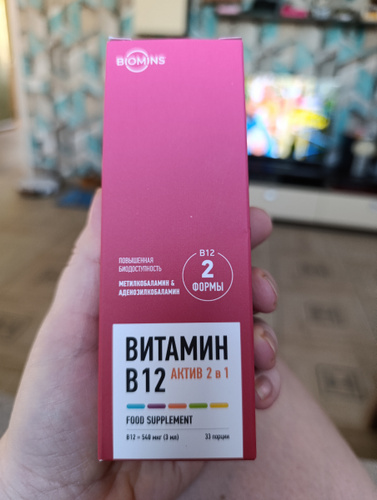 BIOMINS
ПОВЫШЕННАЯ
БИОДОСТУПНОСТЬ
МЕТИЛКОБАЛАМИН &
АДЕНОЗИЛКОБАЛАМИН
B12
2
ФОРМЫ
ВИТАМИН
B12 АКТИВ 2 в 1
FOOD SUPPLEMENT
B12 = 540 мкг (3 мл) 33 порции